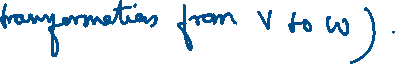 transformations from V to W).